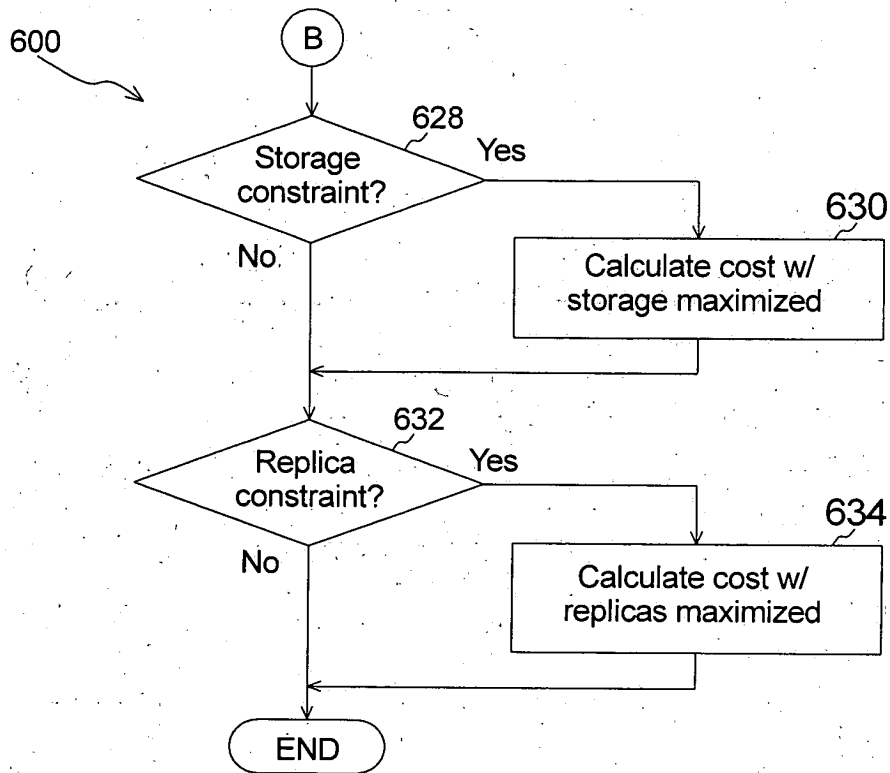 B
600
628
Storage
constraint?
Yes
No
630
Calculate cost w/
storage maximized
632
Replica
constraint?
Yes
No
634
Calculate cost w/
replicas maximized
END